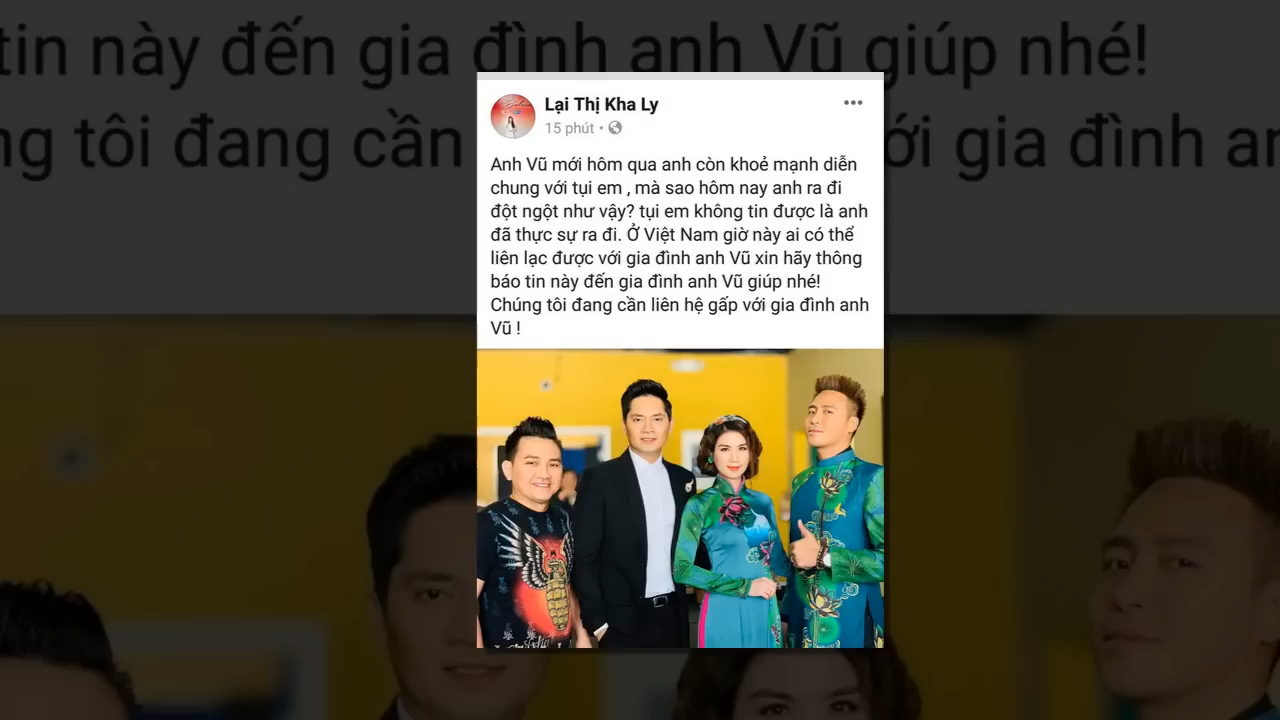 tin này đến gia đình anh Vũ giúp nhé!
ng tôi đang cần
ới gia đình an
Lại Thị Kha Ly
15 phút
Anh Vũ mới hôm qua anh còn khoẻ mạnh diễn
chung với tụi em , mà sao hôm nay anh ra đi
đột ngột như vậy? tụi em không tin được là anh
đã thực sự ra đi. Ở Việt Nam giờ này ai có thể
liên lạc được với gia đình anh Vũ xin hãy thông
báo tin này đến gia đình anh Vũ giúp nhé!
Chúng tôi đang cần liên hệ gấp với gia đình anh
Vũ !